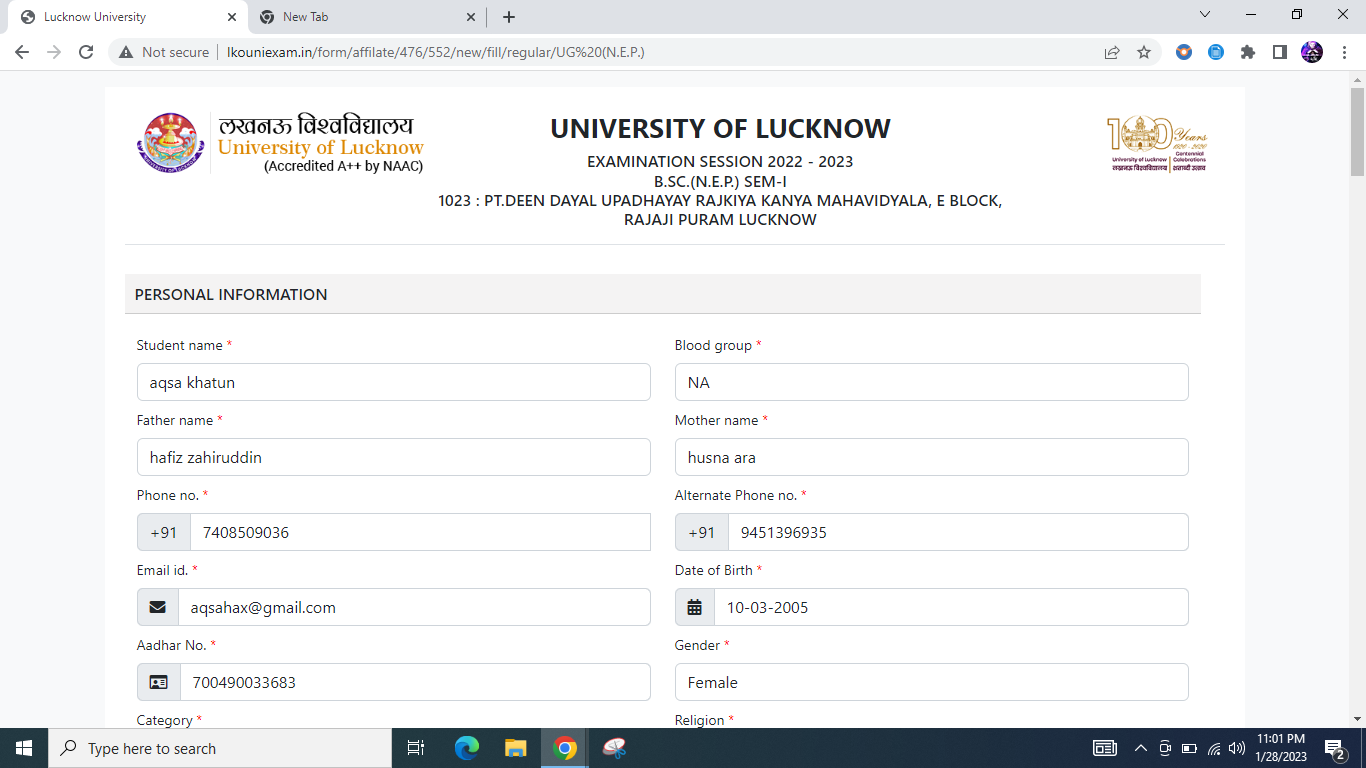 Lucknow University
New Tab
Not secure
lkouniexam.in/form/affilate/476/552/new/fill/regular/UG%20(N.E.P.)
लखनऊ विश्वविद्यालय
University of Lucknow
(Accredited A++ by NAAC)
UNIVERSITY OF LUCKNOW
EXAMINATION SESSION 2022 - 2023
B.SC.(N.E.P.) SEM-I
1023 : PT.DEEN DAYAL UPADHAYAY RAJKIYA KANYA MAHAVIDYALA, E BLOCK,
RAJAJI PURAM LUCKNOW
100 Years
1920 - 2020
University of Lucknow
Centennial
Celebrations
लखनऊ विश्वविद्यालय
शताब्दी उत्सव
PERSONAL INFORMATION
Student name *
Blood group *
aqsa khatun
NA
Father name *
Mother name *
hafiz zahiruddin
husna ara
Phone no. *
Alternate Phone no. *
+91 7408509036
+91 9451396935
Email id. *
Date of Birth *
aqsahax@gmail.com
10-03-2005
Aadhar No. *
Gender *
700490033683
Female
Category *
Religion *
Type here to search
11:01 PM
1/28/2023
2